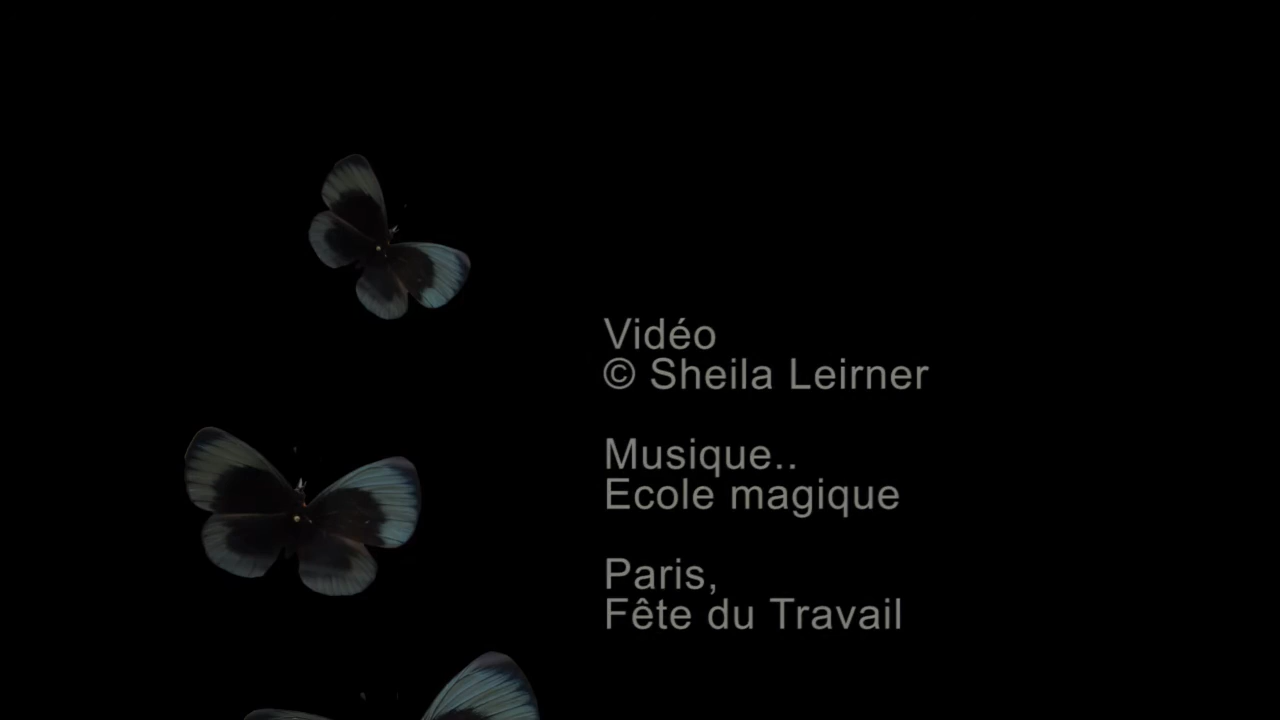 Vidéo
© Sheila Leirner
Musique..
Ecole magique
Paris,
Fête du Travail